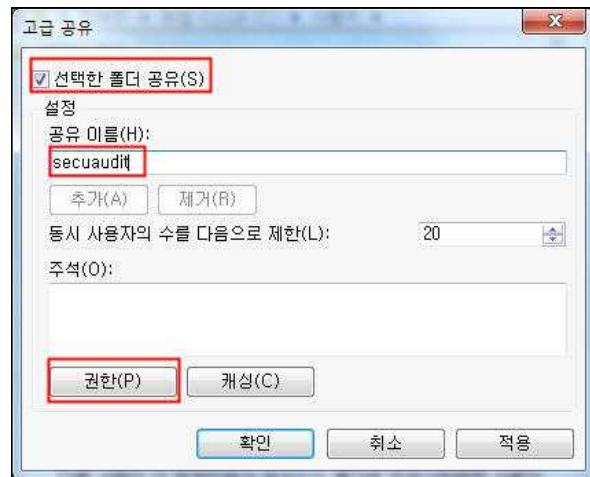 고급 공유
선택한 폴더 공유(S)
설정
공유 이름(H):
secuaudit
추가(A) 제거(R)
동시 사용자의 수를 다음으로 제한(L): 20
주석(O):
권한(P) 캐싱(C)
확인 취소 적용